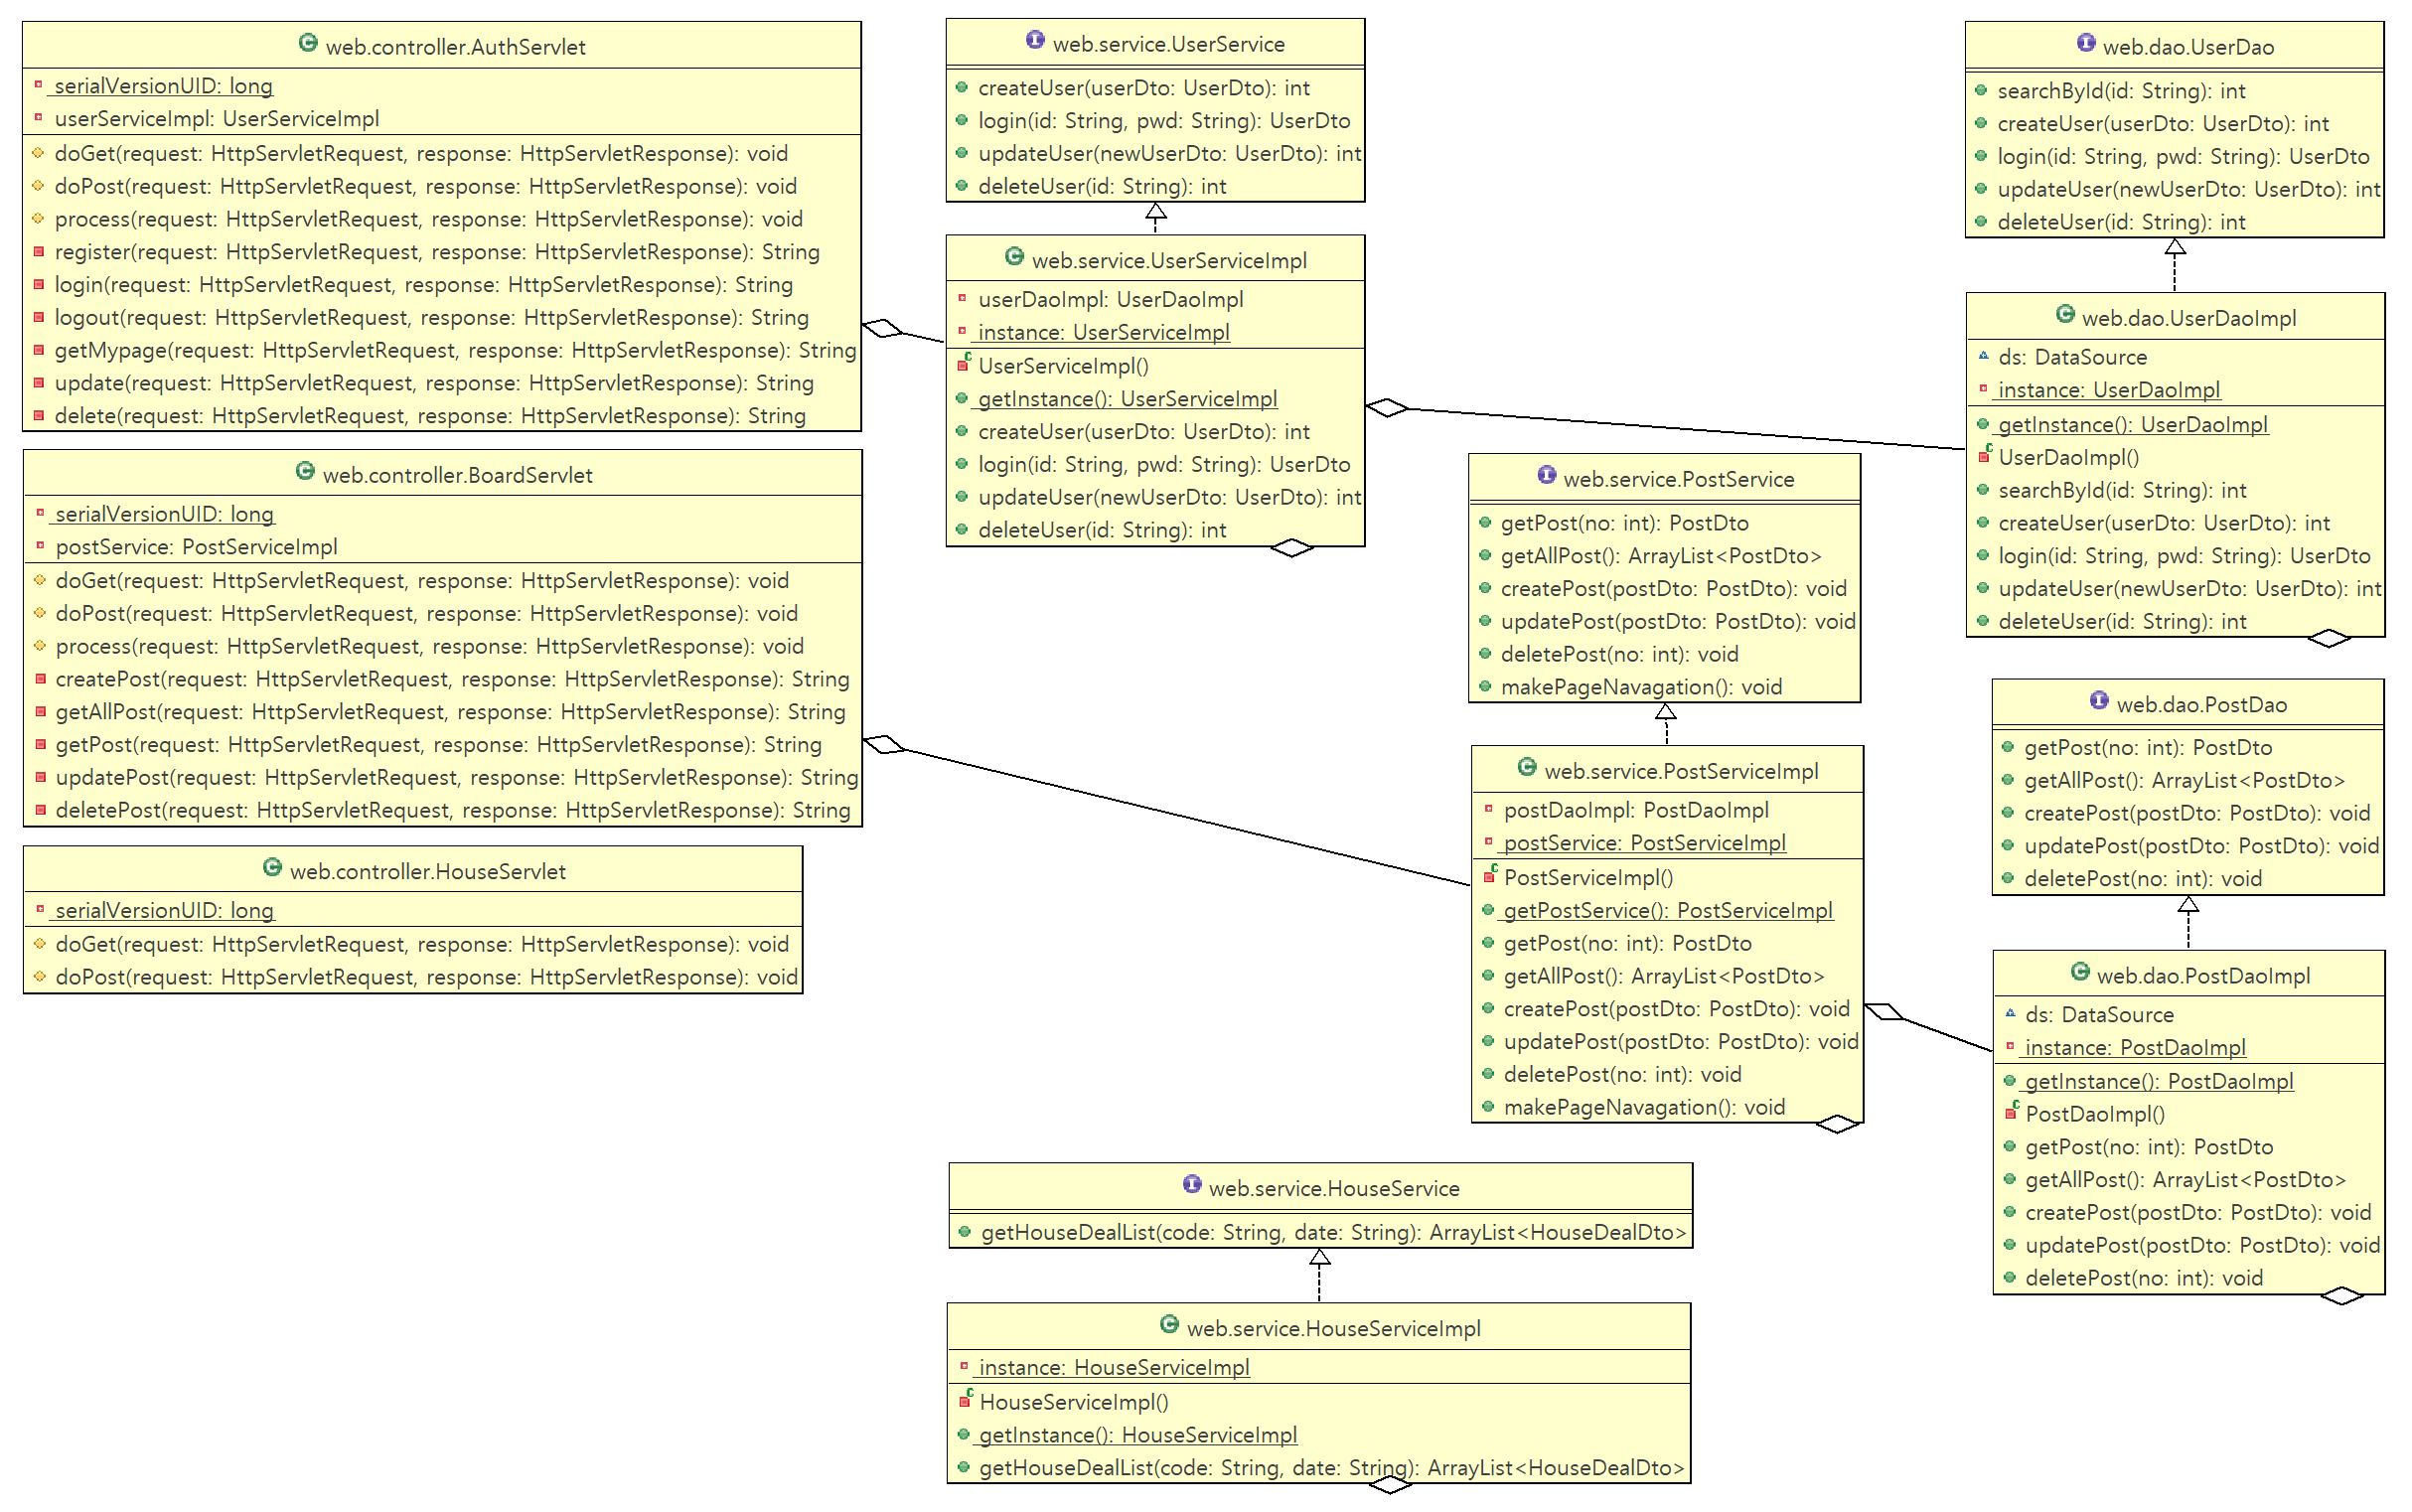 web.controller.AuthServlet
serialVersionUID: long
userServiceImpl: UserServiceImpl
doGet(request: HttpServletRequest, response: HttpServletResponse): void
doPost(request: HttpServletRequest, response: HttpServletResponse): void
process(request: HttpServletRequest, response: HttpServletResponse): void
register(request: HttpServletRequest, response: HttpServletResponse): String
login(request: HttpServletRequest, response: HttpServletResponse): String
logout(request: HttpServletRequest, response: HttpServletResponse): String
getMypage(request: HttpServletRequest, response: HttpServletResponse): String
update(request: HttpServletRequest, response: HttpServletResponse): String
delete(request: HttpServletRequest, response: HttpServletResponse): String
web.controller.BoardServlet
serialVersionUID: long
postService: PostServiceImpl
doGet(request: HttpServletRequest, response: HttpServletResponse): void
doPost(request: HttpServletRequest, response: HttpServletResponse): void
process(request: HttpServletRequest, response: HttpServletResponse): void
createPost(request: HttpServletRequest, response: HttpServletResponse): String
getAllPost(request: HttpServletRequest, response: HttpServletResponse): String
getPost(request: HttpServletRequest, response: HttpServletResponse): String
updatePost(request: HttpServletRequest, response: HttpServletResponse): String
deletePost(request: HttpServletRequest, response: HttpServletResponse): String
web.controller.HouseServlet
serialVersionUID: long
doGet(request: HttpServletRequest, response: HttpServletResponse): void
doPost(request: HttpServletRequest, response: HttpServletResponse): void
web.service.UserService
createUser(userDto: UserDto): int
login(id: String, pwd: String): UserDto
updateUser(newUserDto: UserDto): int
deleteUser(id: String): int
web.service.UserServiceImpl
userDaoImpl: UserDaoImpl
instance: UserServiceImpl
UserServiceImpl()
getInstance(): UserServiceImpl
createUser(userDto: UserDto): int
login(id: String, pwd: String): UserDto
updateUser(newUserDto: UserDto): int
deleteUser(id: String): int
web.service.PostService
getPost(no: int): PostDto
getAllPost(): ArrayList<PostDto>
createPost(postDto: PostDto): void
updatePost(postDto: PostDto): void
deletePost(no: int): void
makePageNavagation(): void
web.service.PostServiceImpl
postDaoImpl: PostDaoImpl
postService: PostServiceImpl
PostServiceImpl()
getPostService(): PostServiceImpl
getPost(no: int): PostDto
getAllPost(): ArrayList<PostDto>
createPost(postDto: PostDto): void
updatePost(postDto: PostDto): void
deletePost(no: int): void
makePageNavagation(): void
web.service.HouseService
getHouseDealList(code: String, date: String): ArrayList<HouseDealDto>
web.service.HouseServiceImpl
instance: HouseServiceImpl
HouseServiceImpl()
getInstance(): HouseServiceImpl
getHouseDealList(code: String, date: String): ArrayList<HouseDealDto>
web.dao.UserDao
searchById(id: String): int
createUser(userDto: UserDto): int
login(id: String, pwd: String): UserDto
updateUser(newUserDto: UserDto): int
deleteUser(id: String): int
web.dao.UserDaoImpl
ds: DataSource
instance: UserDaoImpl
getInstance(): UserDaoImpl
UserDaoImpl()
searchById(id: String): int
createUser(userDto: UserDto): int
login(id: String, pwd: String): UserDto
updateUser(newUserDto: UserDto): int
deleteUser(id: String): int
web.dao.PostDao
getPost(no: int): PostDto
getAllPost(): ArrayList<PostDto>
createPost(postDto: PostDto): void
updatePost(postDto: PostDto): void
deletePost(no: int): void
web.dao.PostDaoImpl
ds: DataSource
instance: PostDaoImpl
getInstance(): PostDaoImpl
PostDaoImpl()
getPost(no: int): PostDto
getAllPost(): ArrayList<PostDto>
createPost(postDto: PostDto): void
updatePost(postDto: PostDto): void
deletePost(no: int): void